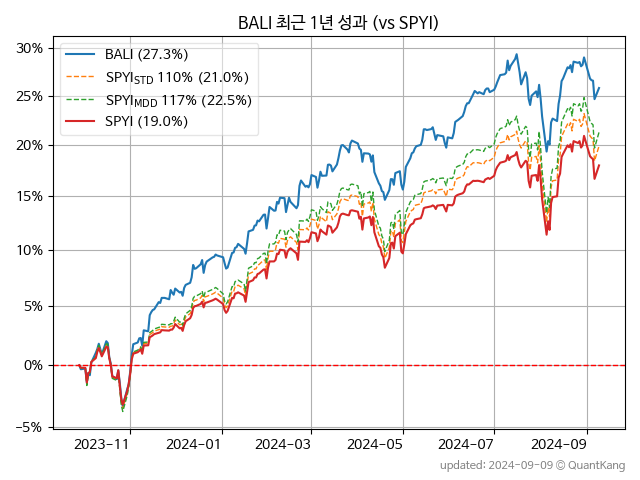 BALI 최근 1년 성과 (vs SPYI)
30%
25%
20%
15%
10%
5%
0%
−5%
BALI (27.3%)
SPYI_STD 110% (21.0%)
SPYI_MDD 117% (22.5%)
SPYI (19.0%)
2023-11
2024-01
2024-03
2024-05
2024-07
2024-09
updated: 2024-09-09 © QuantKang